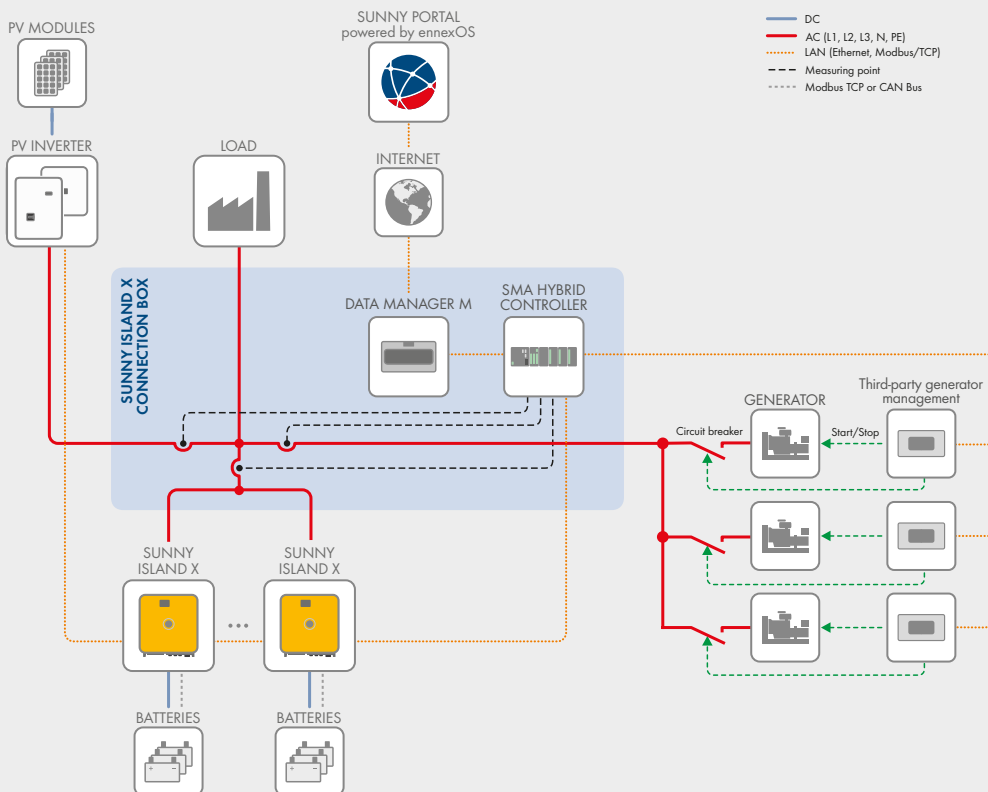 PV MODULES
SUNNY PORTAL
powered by ennexOS
DC
AC (L1, L2, L3, N, PE)
LAN (Ethernet, Modbus/TCP)
Measuring point
Modbus TCP or CAN Bus
PV INVERTER
LOAD
INTERNET
SUNNY ISLAND X
CONNECTION BOX
DATA MANAGER M
SMA HYBRID
CONTROLLER
GENERATOR
Third-party generator
management
Circuit breaker
Start/Stop
SUNNY
ISLAND X
SUNNY
ISLAND X
BATTERIES
BATTERIES